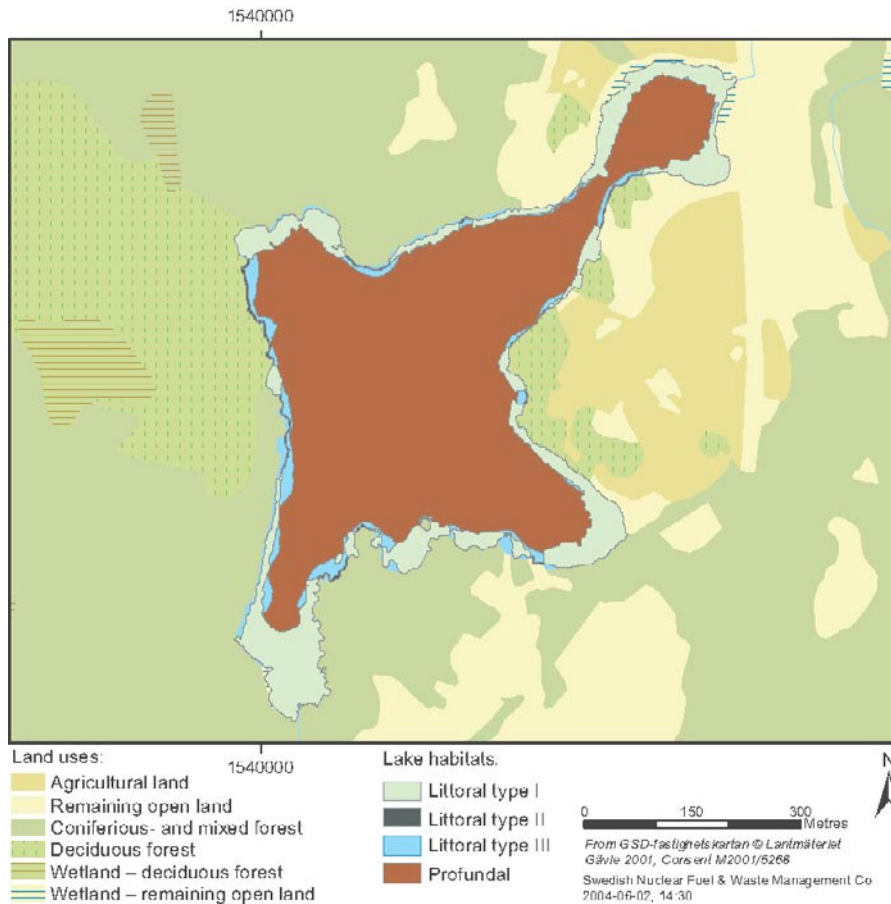 1540000
Land uses:
Agricultural land
Remaining open land
Coniferious- and mixed forest
Deciduous forest
Wetland – deciduous forest
Wetland – remaining open land
1540000
Lake habitats.
Littoral type I
Littoral type II
Littoral type III
Profundal
N
0 150 300
Metres
From GSD-fastighetskartan © Lantmäteriet
Gävle 2001, Consent M2001/5268
Swedish Nuclear Fuel & Waste Management Co
2004-06-02, 14:30